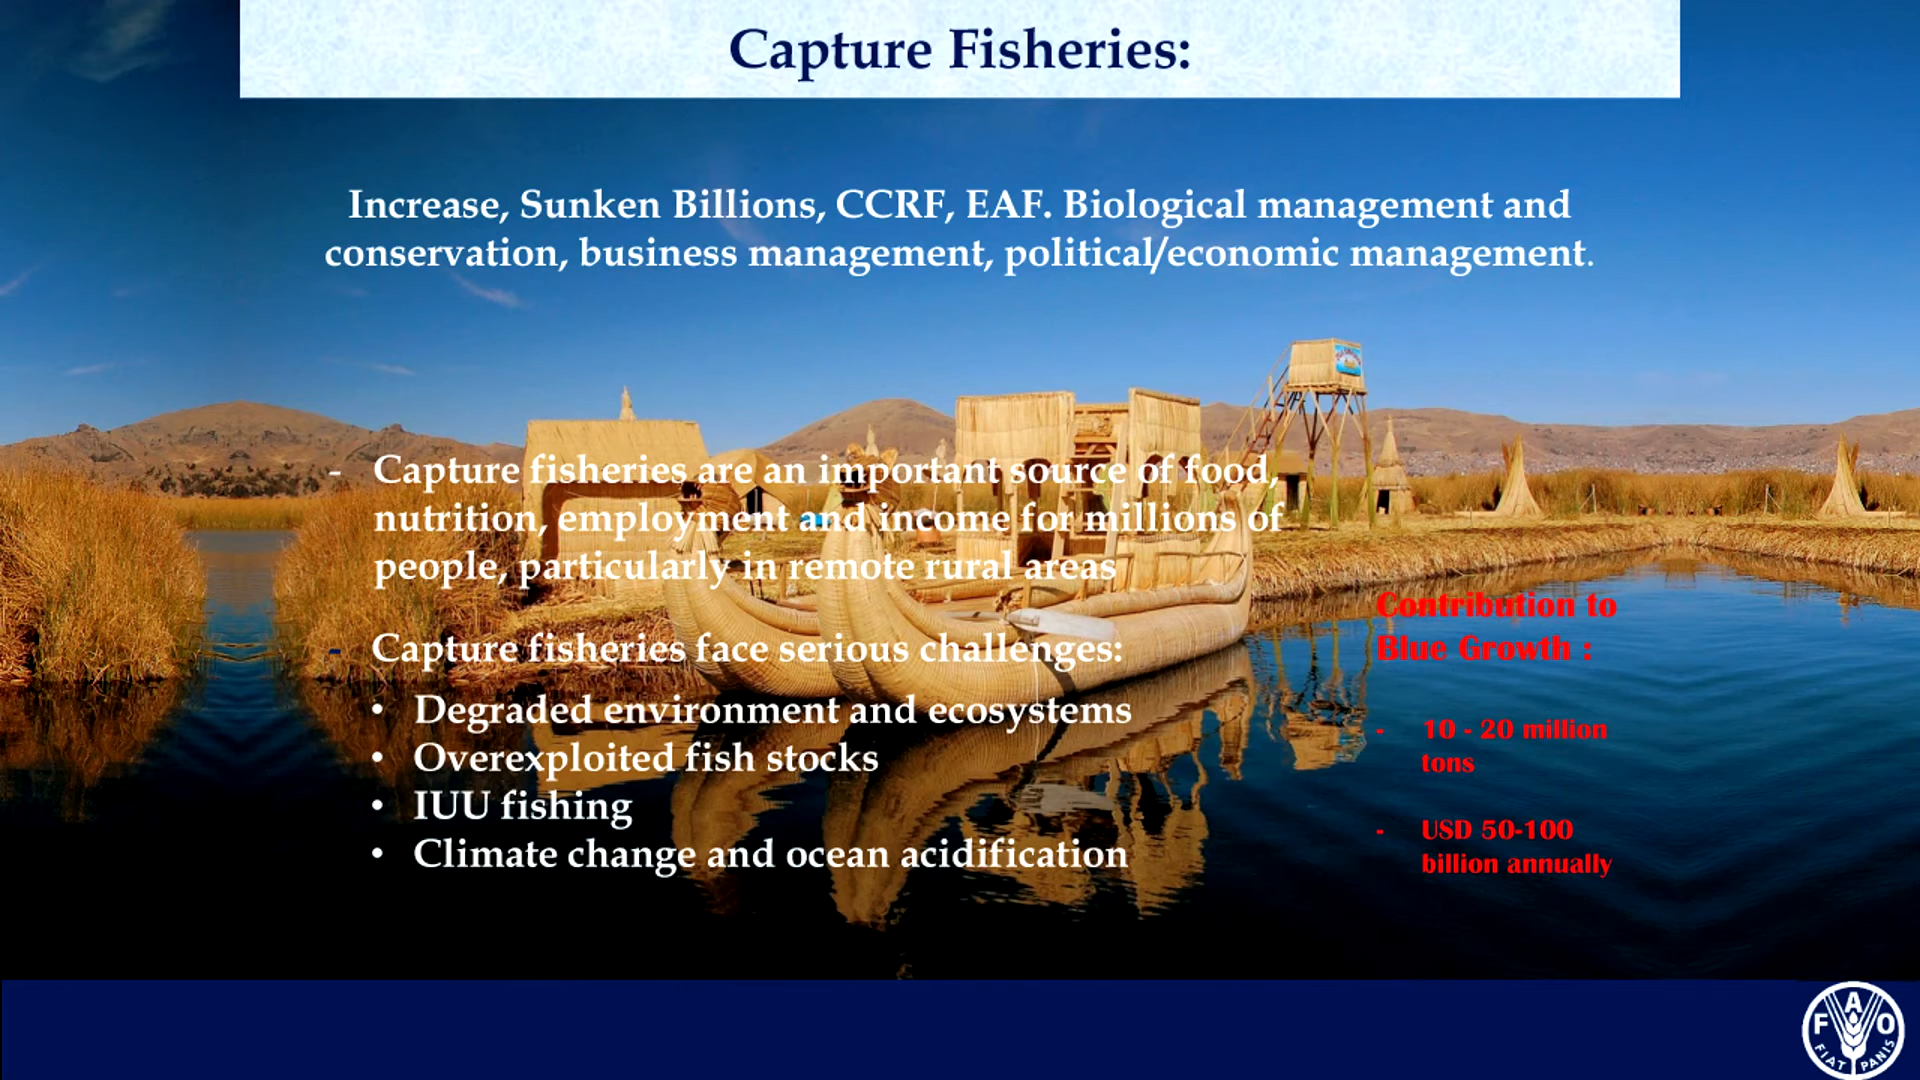 Capture Fisheries:
Increase, Sunken Billions, CCRF, EAF. Biological management and
conservation, business management, political/economic management.
- Capture fisheries are an important source of food,
nutrition, employment and income for millions of
people, particularly in remote rural areas
- Capture fisheries face serious challenges:
• Degraded environment and ecosystems
• Overexploited fish stocks
• IUU fishing
• Climate change and ocean acidification
Contribution to
Blue Growth :
- 10 - 20 million
tons
- USD 50-100
billion annually
FAO
FIAT PANIS